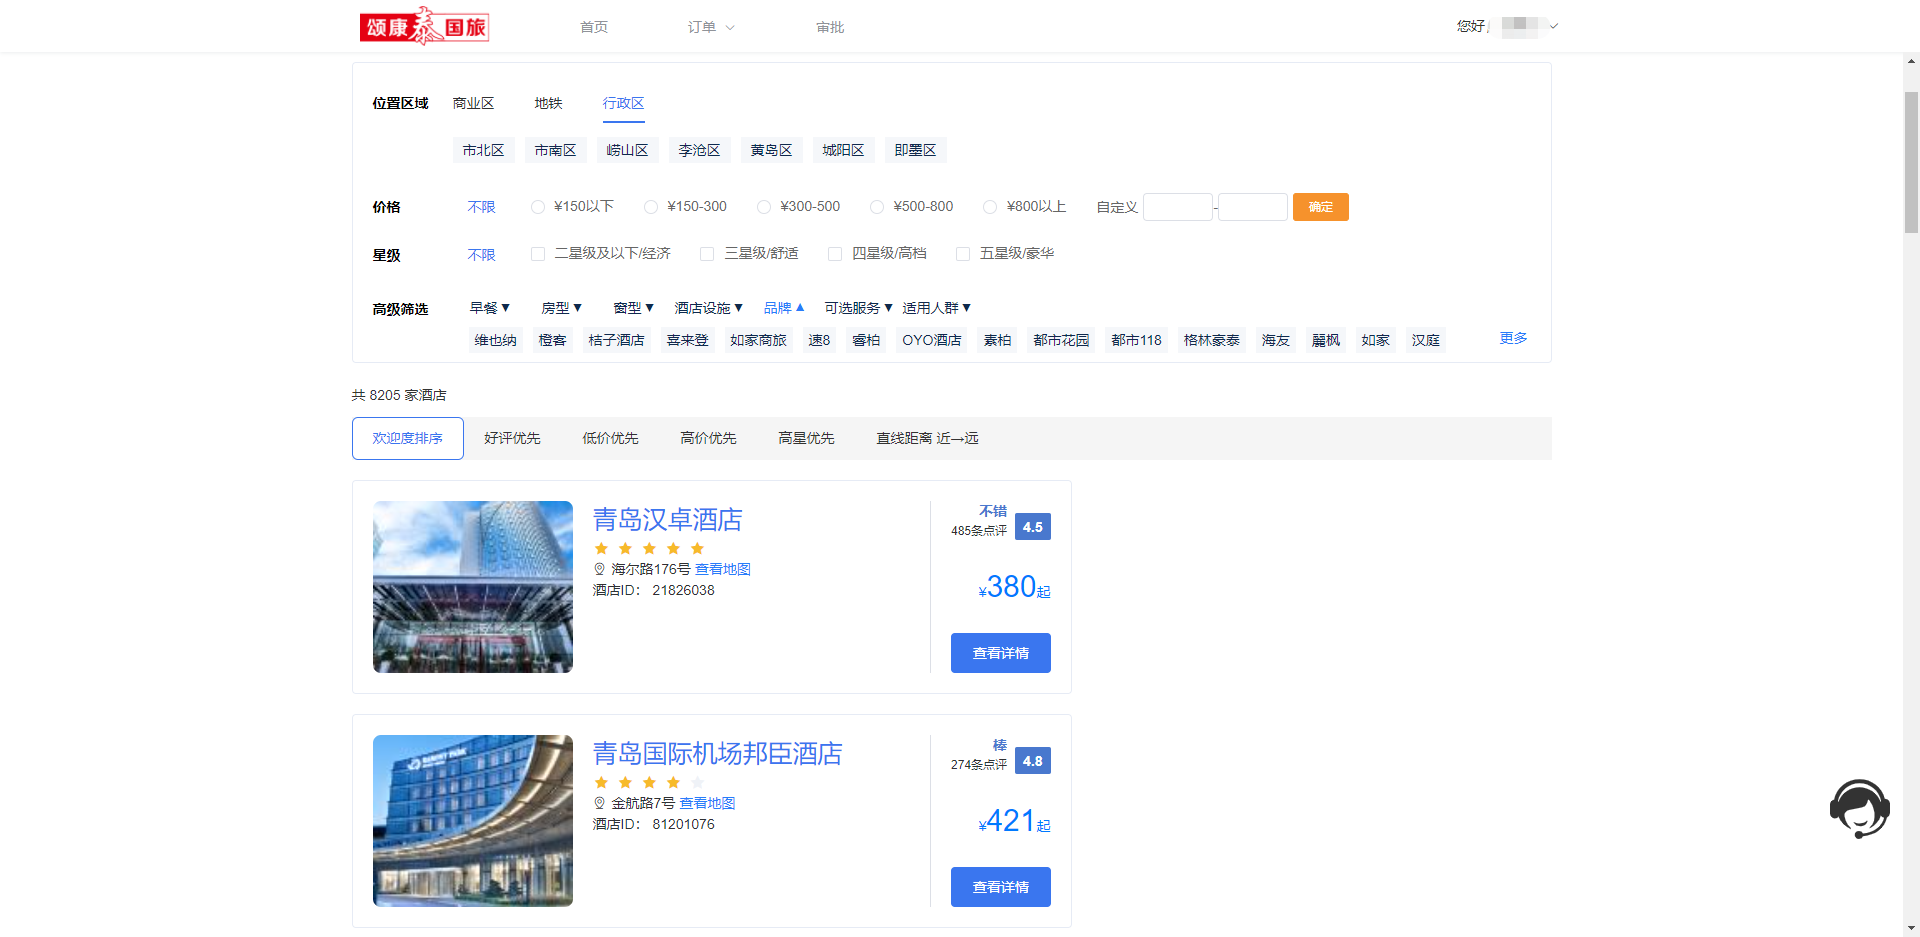 颂康泰国旅
首页 订单 审批
您好,
位置区域 商业区 地铁 行政区
市北区 市南区 崂山区 李沧区 黄岛区 城阳区 即墨区
价格 不限 ¥150以下 ¥150-300 ¥300-500 ¥500-800 ¥800以上 自定义 - 确定
星级 不限 二星级及以下/经济 三星级/舒适 四星级/高档 五星级/豪华
高级筛选 早餐▼ 房型▼ 窗型▼ 酒店设施▼ 品牌▲ 可选服务▼ 适用人群▼
维也纳 橙客 桔子酒店 喜来登 如家商旅 速8 睿柏 OYO酒店 素柏 都市花园 都市118 格林豪泰 海友 麗枫 如家 汉庭 更多
共 8205 家酒店
欢迎度排序 好评优先 低价优先 高价优先 高星优先 直线距离 近→远
青岛汉卓酒店
海尔路176号 查看地图
酒店ID： 21826038
不错
485条点评 4.5
¥380起
查看详情
青岛国际机场邦臣酒店
金航路7号 查看地图
酒店ID： 81201076
棒
274条点评 4.8
¥421起
查看详情